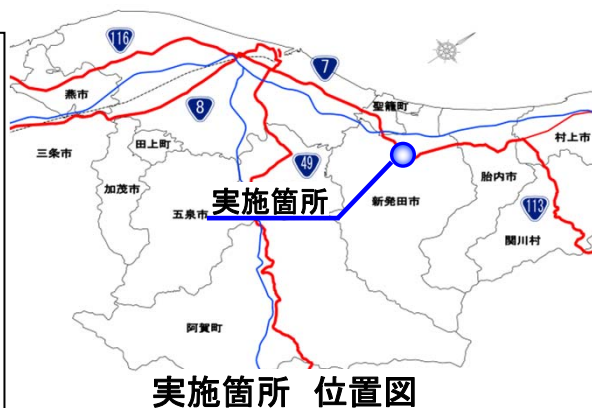 116
7
燕市
8
聖籠町
三条市
田上町
村上市
49
加茂市
胎内市
実施箇所
五泉市
新発田市
113
関川村
阿賀町
実施箇所 位置図